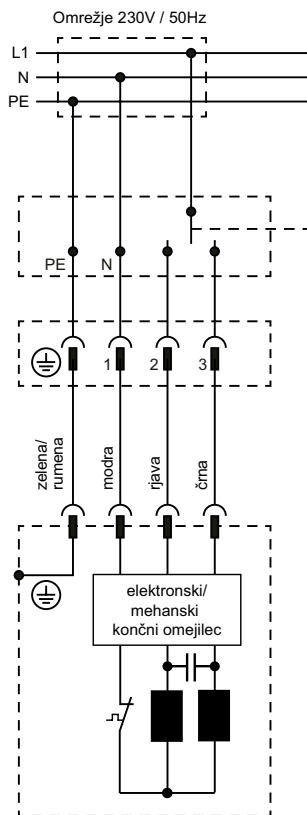 Omrežje 230V / 50Hz
L1
N
PE
PE N
1 2 3
zelena/
rumena
modra
rjava
črna
elektronski/
mehanski
končni omejilec